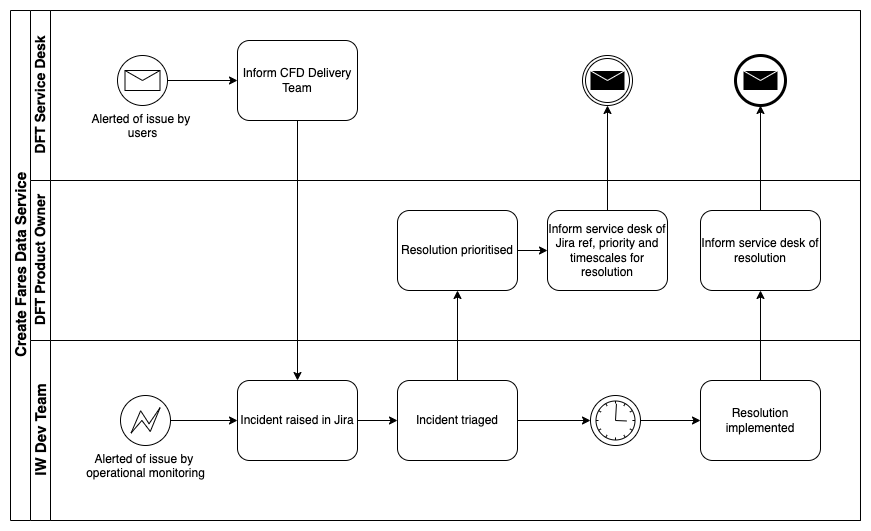 Create Fares Data Service
DFT Service Desk
Alerted of issue by
users
Inform CFD Delivery
Team
DFT Product Owner
Resolution prioritised
Inform service desk of
Jira ref, priority and
timescales for
resolution
Inform service desk of
resolution
IW Dev Team
Alerted of issue by
operational monitoring
Incident raised in Jira
Incident triaged
Resolution
implemented